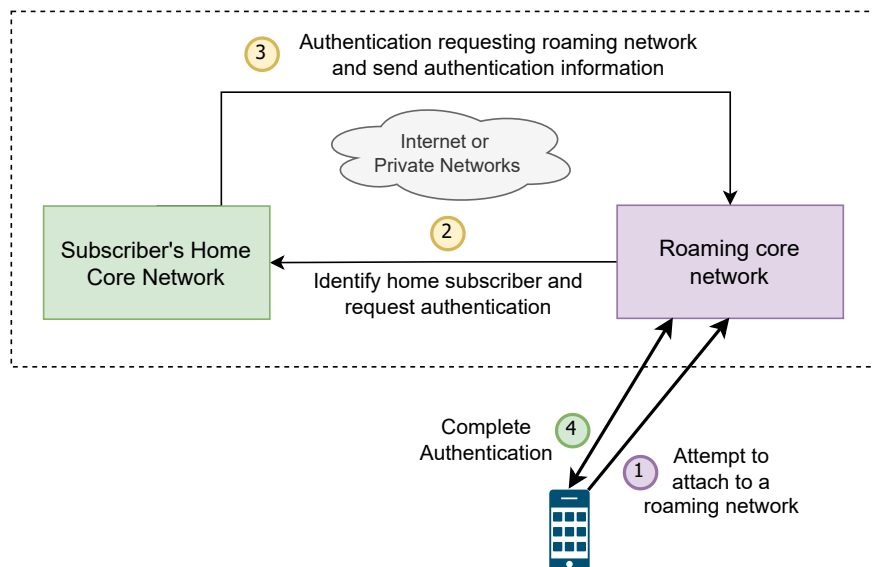 3
Authentication requesting roaming network
and send authentication information
Internet or
Private Networks
2
Subscriber's Home
Core Network
Roaming core
network
Identify home subscriber and
request authentication
Complete
Authentication
4
1
Attempt to
attach to a
roaming network